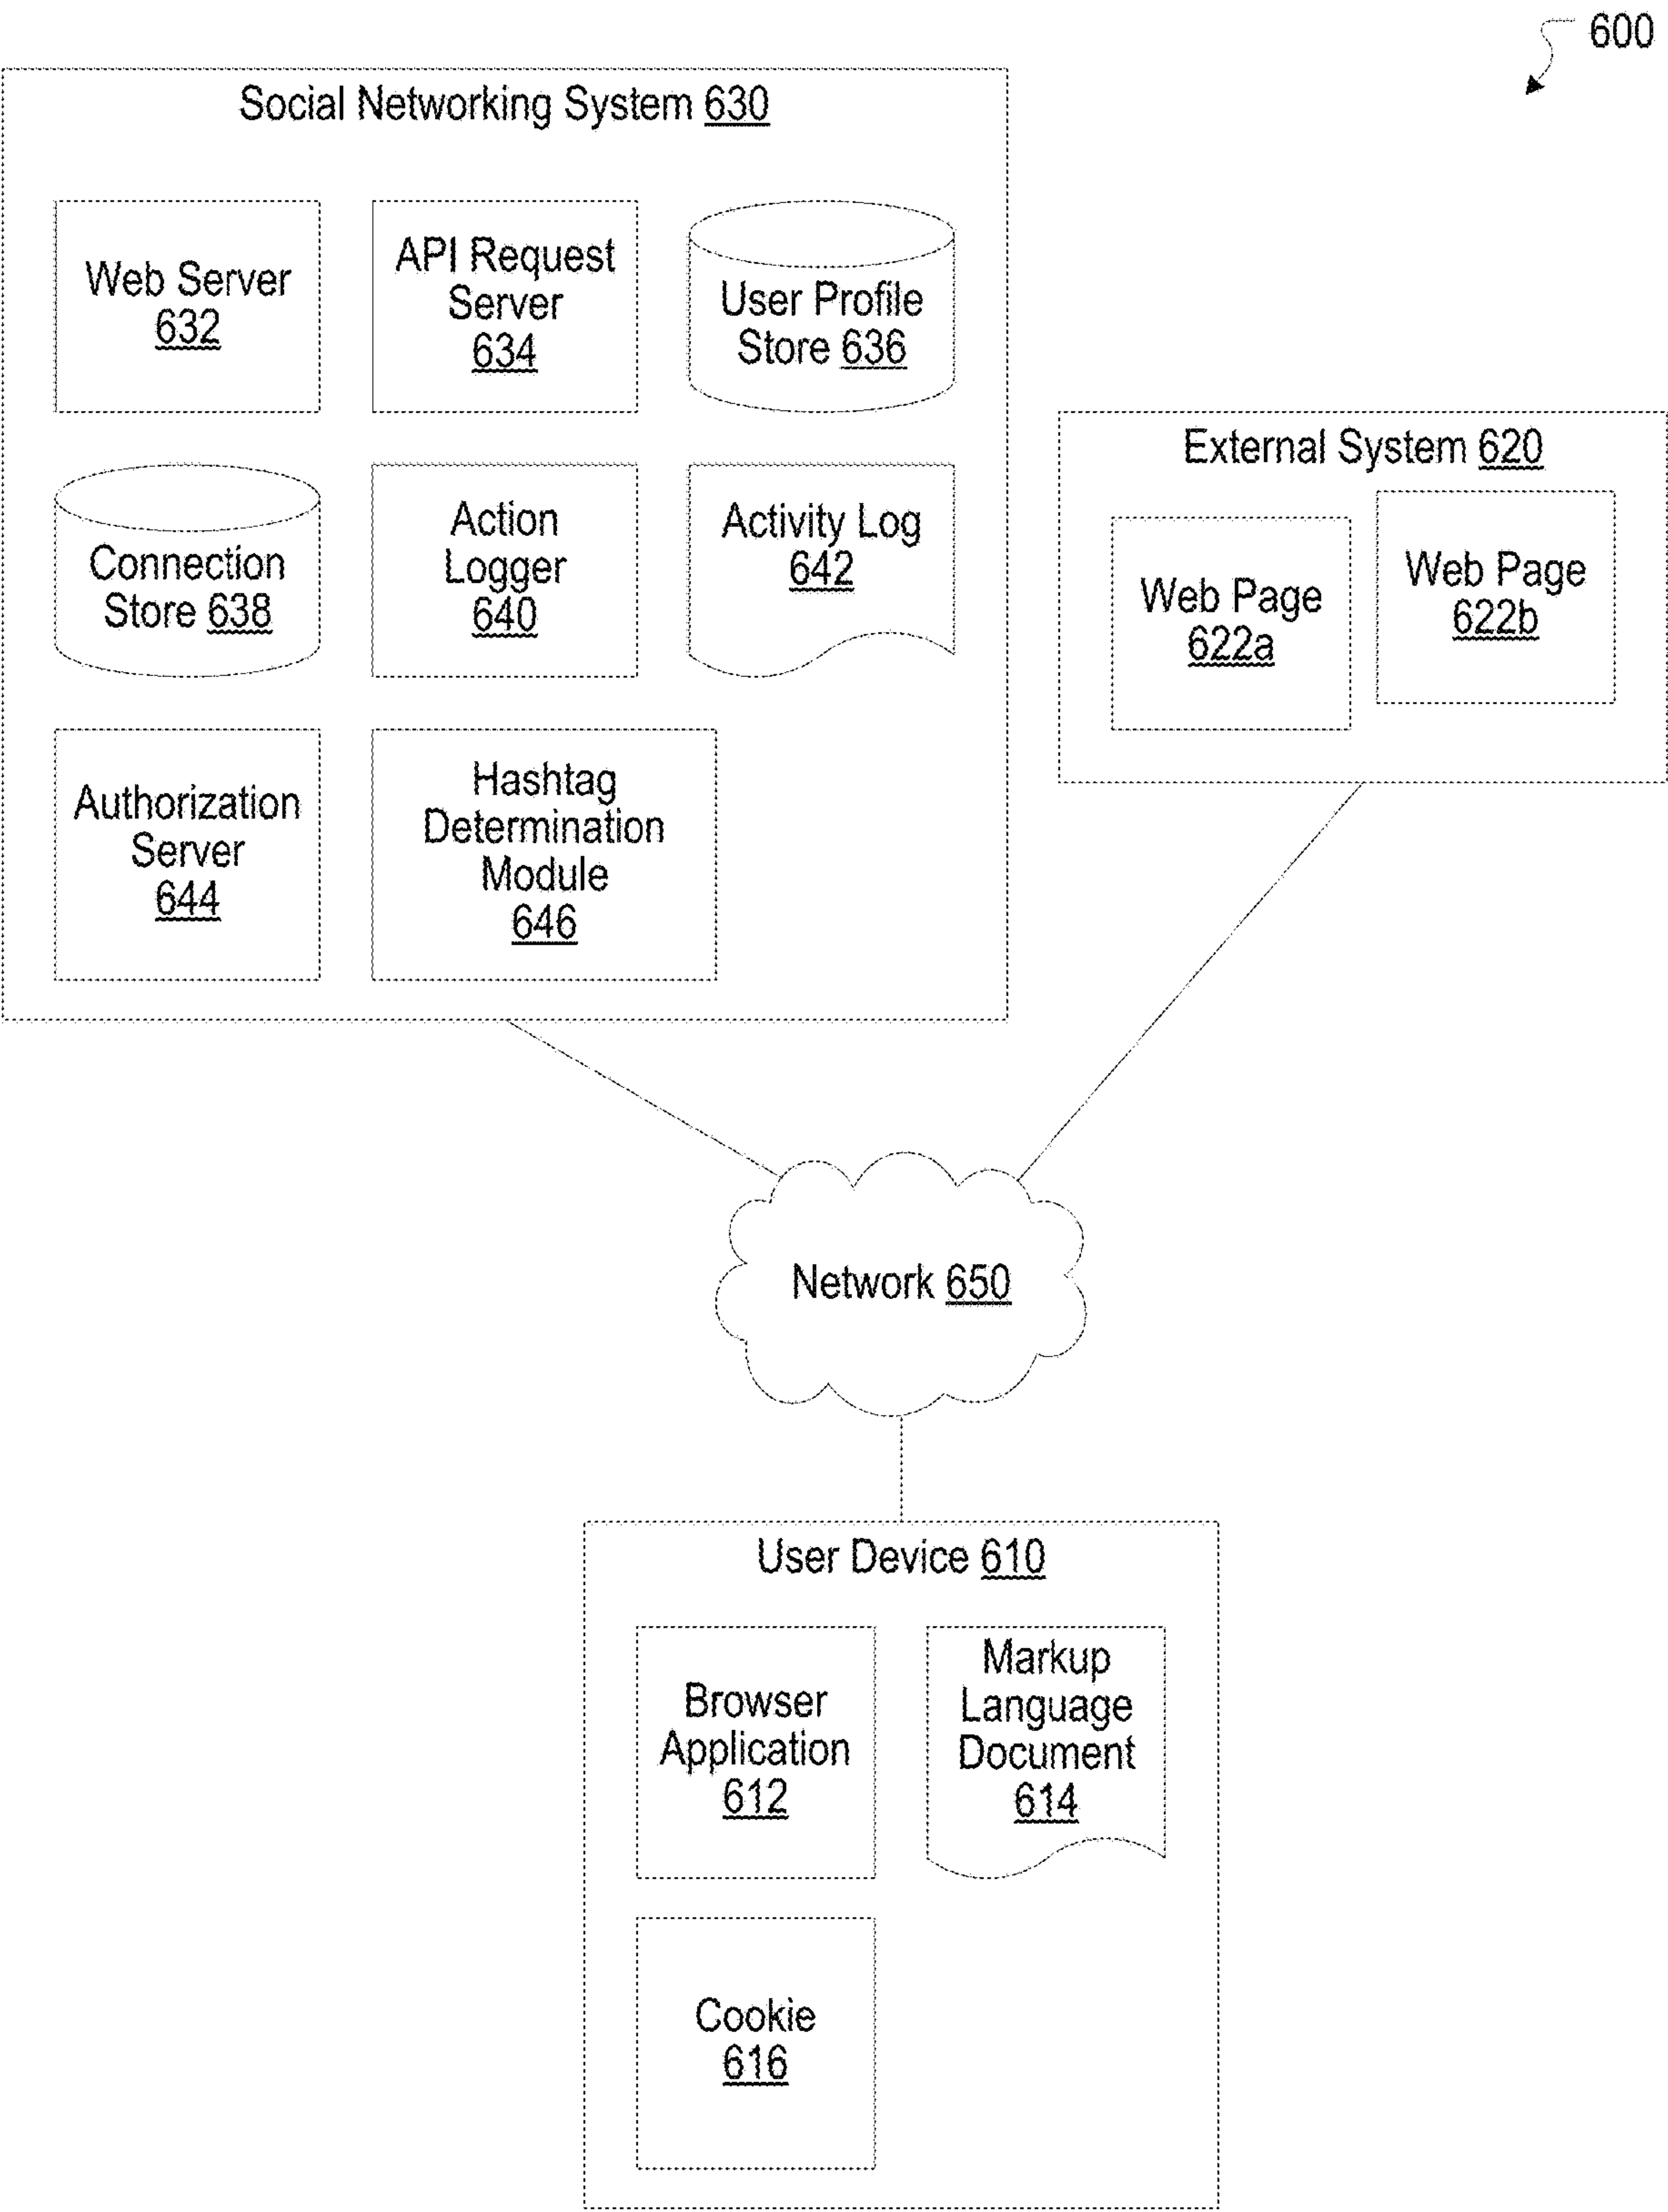 600
Social Networking System 630
Web Server
632
API Request
Server
634
User Profile
Store 636
Connection
Store 638
Action
Logger
640
Activity Log
642
Authorization
Server
644
Hashtag
Determination
Module
646
External System 620
Web Page
622a
Web Page
622b
Network 650
User Device 610
Browser
Application
612
Markup
Language
Document
614
Cookie
616